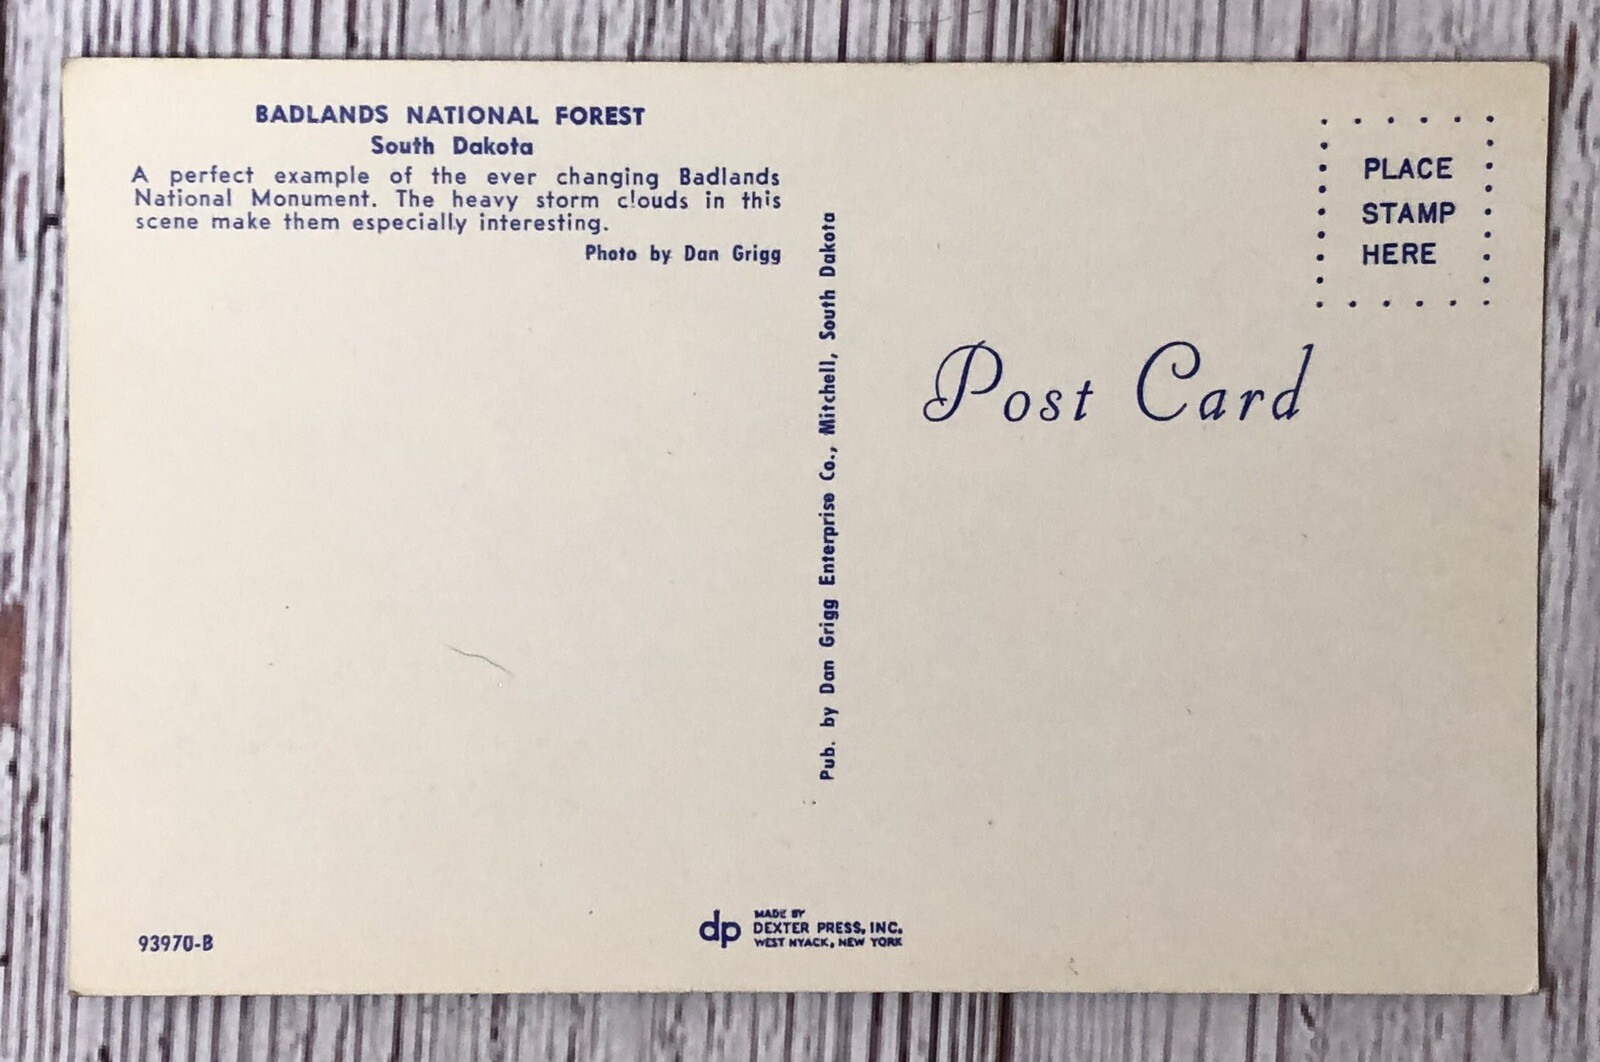 BADLANDS NATIONAL FOREST
South Dakota
A perfect example of the ever changing Badlands
National Monument. The heavy storm clouds in this
scene make them especially interesting.
Photo by Dan Grigg
93970-B
Pub. by Dan Grigg Enterprise Co., Mitchell, South Dakota
dp
MADE BY
DEXTER PRESS, INC.
WEST NYACK, NEW YORK
PLACE
STAMP
HERE
Post Card